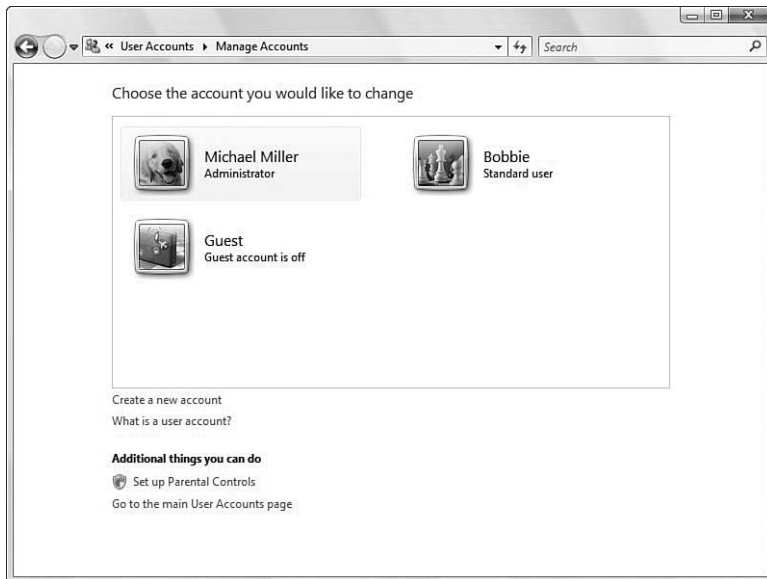 « User Accounts ▸ Manage Accounts
Search
Choose the account you would like to change
Michael Miller
Administrator
Bobbie
Standard user
Guest
Guest account is off
Create a new account
What is a user account?
Additional things you can do
Set up Parental Controls
Go to the main User Accounts page